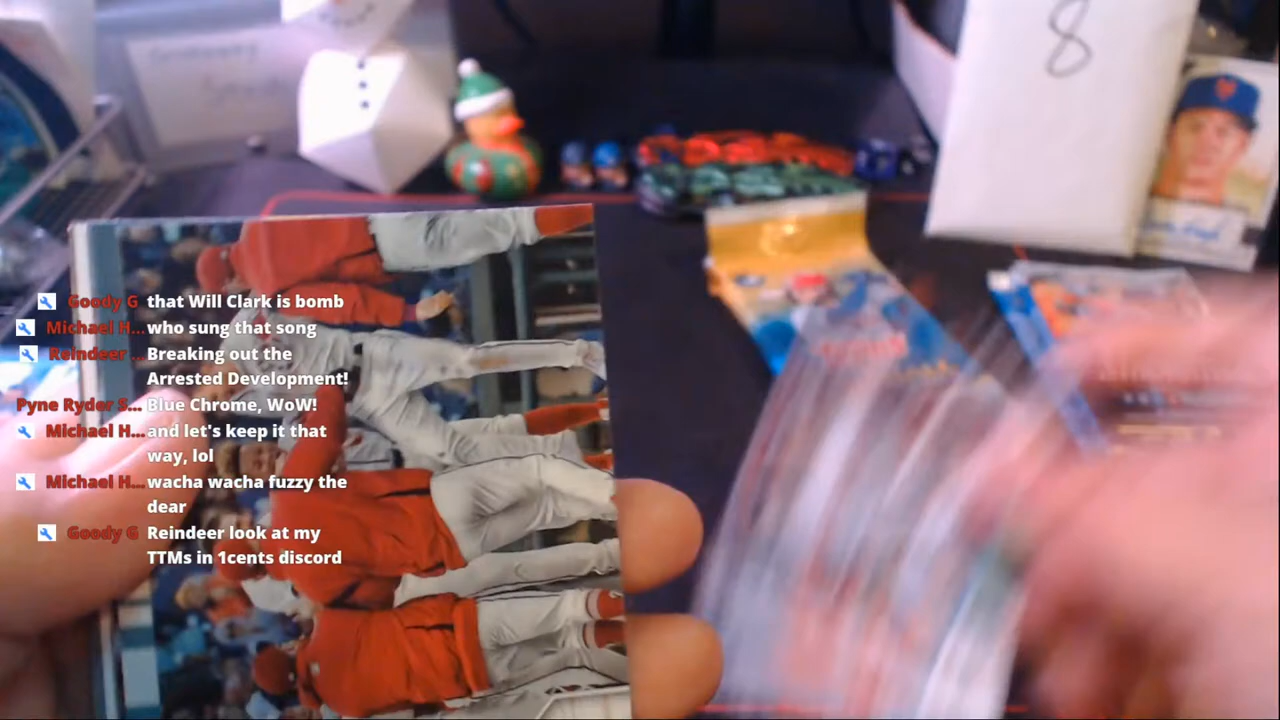 8
Goody G that Will Clark is bomb
Michael H... who sung that song
Reindeer ... Breaking out the
Arrested Development!
Pyne Ryder S... Blue Chrome, WoW!
Michael H... and let's keep it that
way, lol
Michael H... wacha wacha fuzzy the
dear
Goody G Reindeer look at my
TTMs in 1cents discord